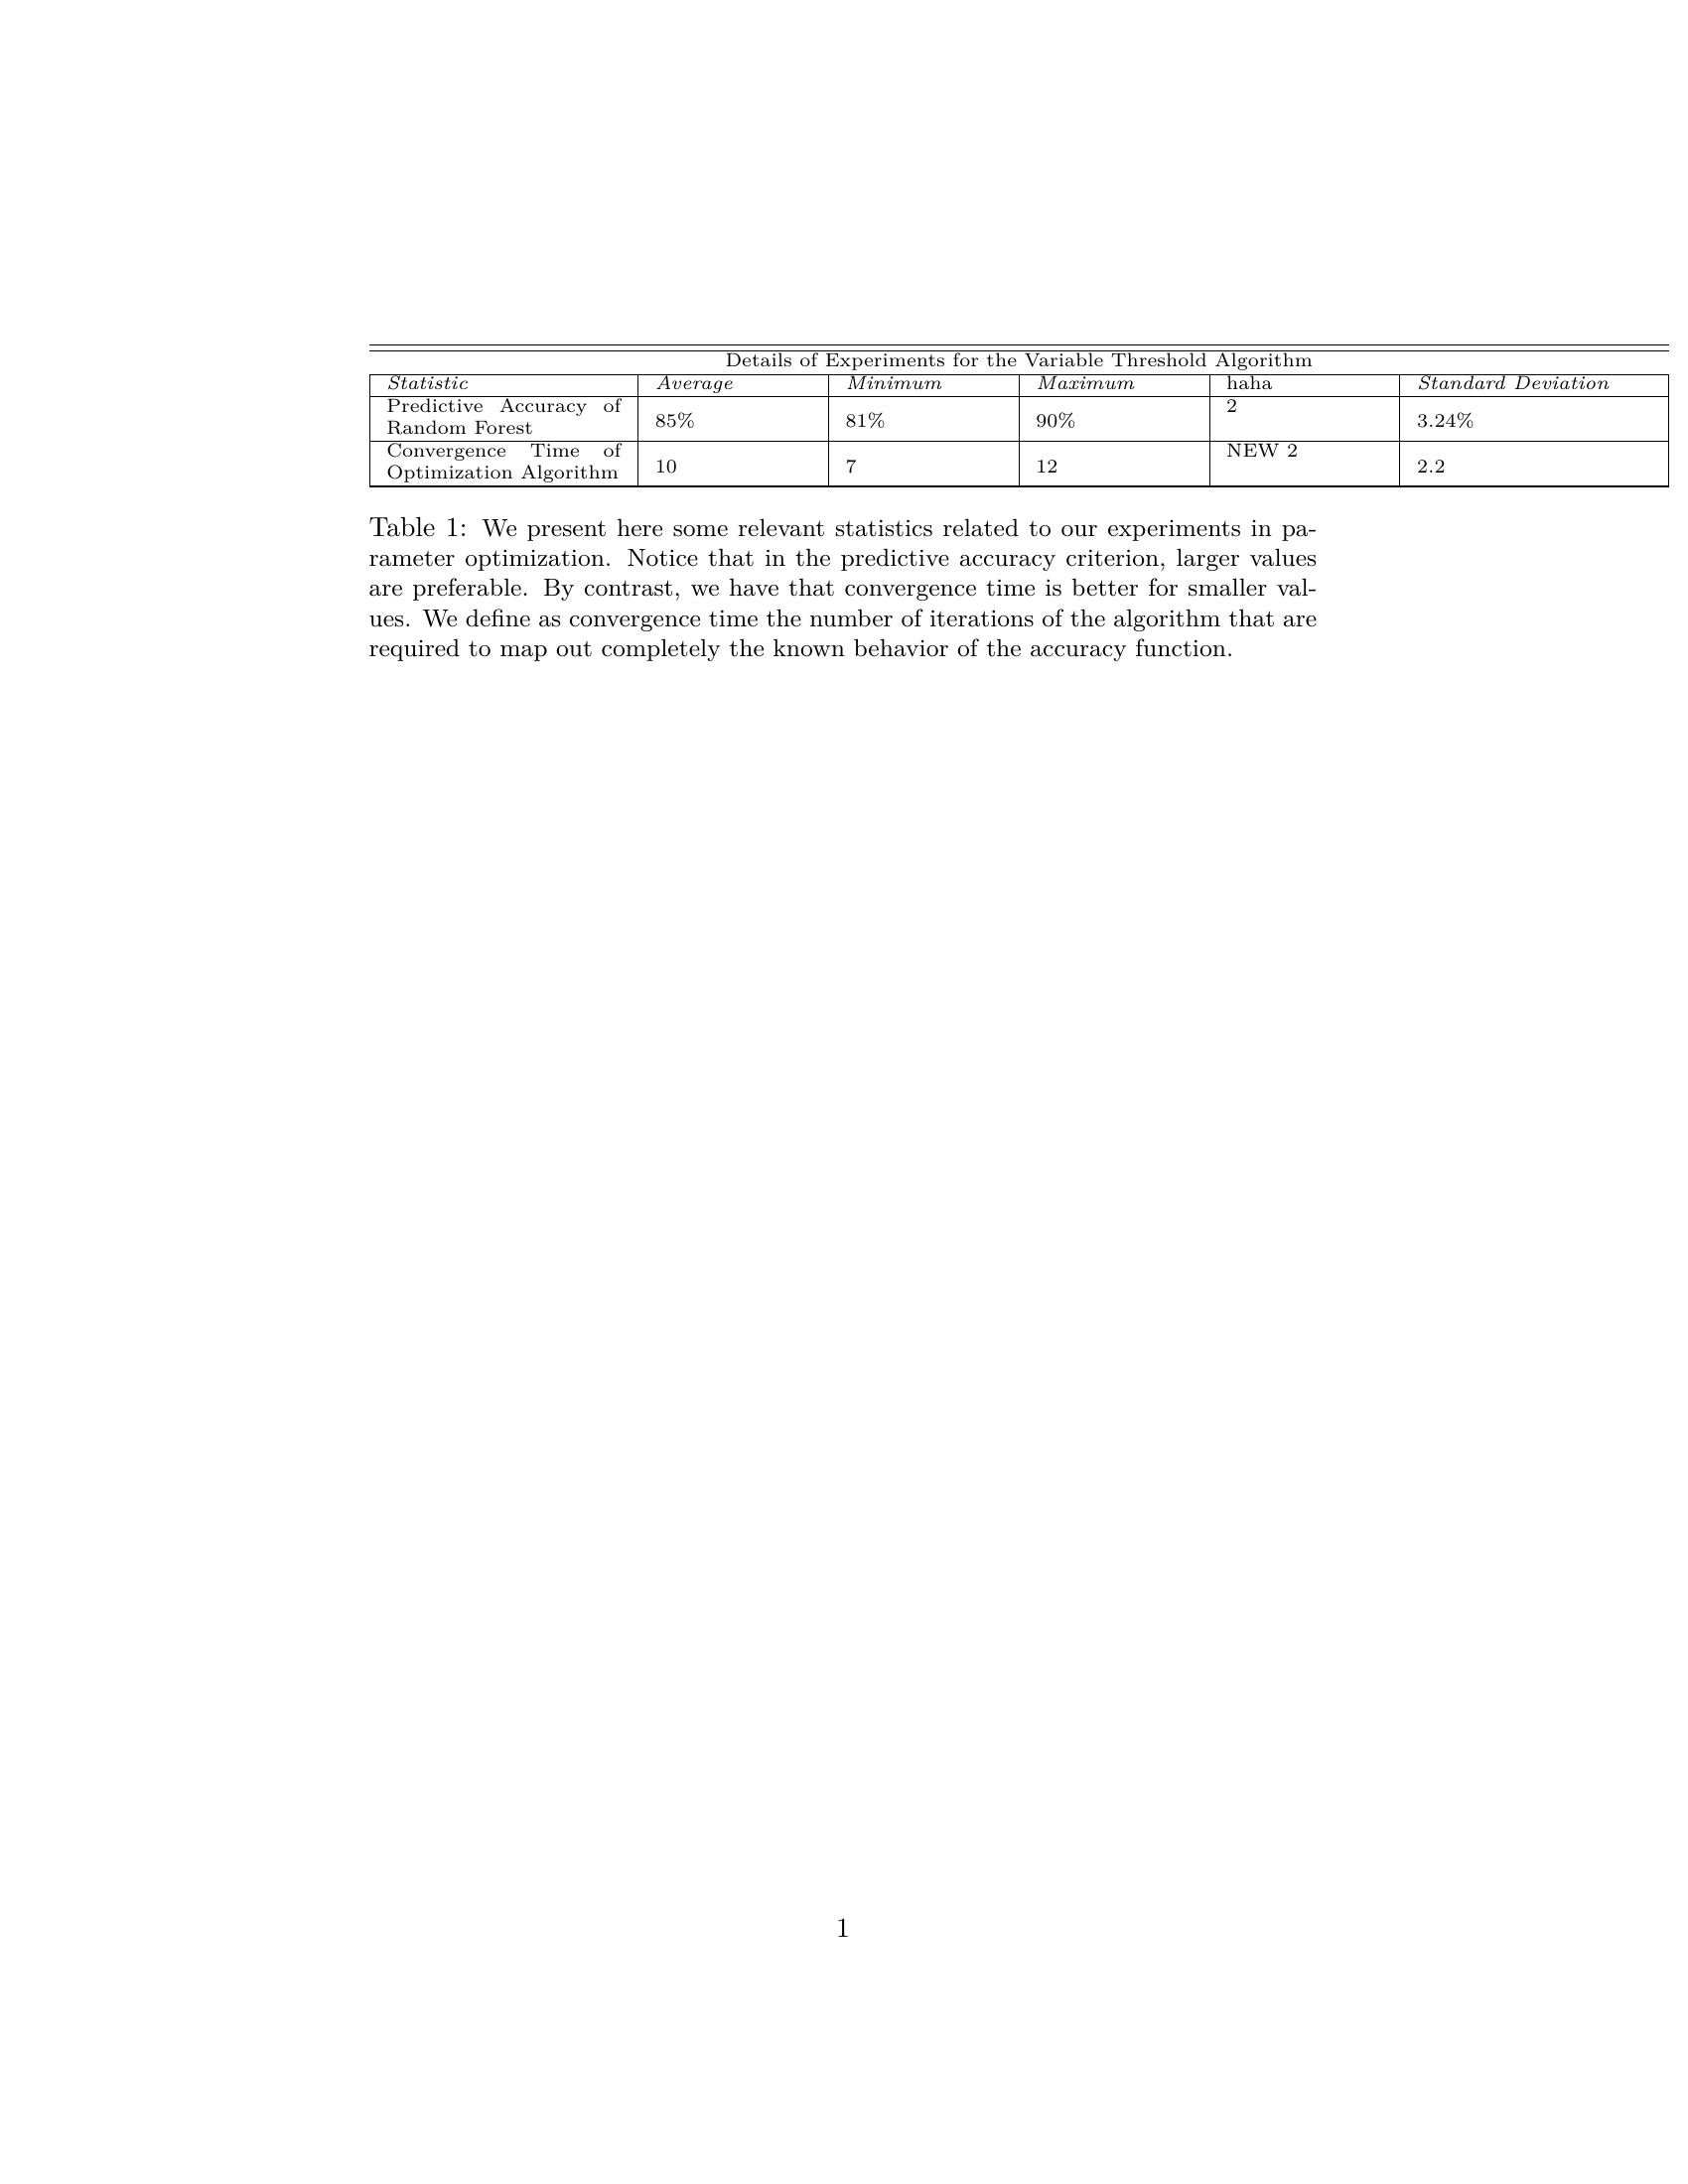 Details of Experiments for the Variable Threshold Algorithm
Statistic Average Minimum Maximum haha Standard Deviation
Predictive Accuracy of 2
Random Forest 85% 81% 90% 3.24%
Convergence Time of NEW 2
Optimization Algorithm 10 7 12 2.2
Table 1: We present here some relevant statistics related to our experiments in pa-
rameter optimization. Notice that in the predictive accuracy criterion, larger values
are preferable. By contrast, we have that convergence time is better for smaller val-
ues. We define as convergence time the number of iterations of the algorithm that are
required to map out completely the known behavior of the accuracy function.
1